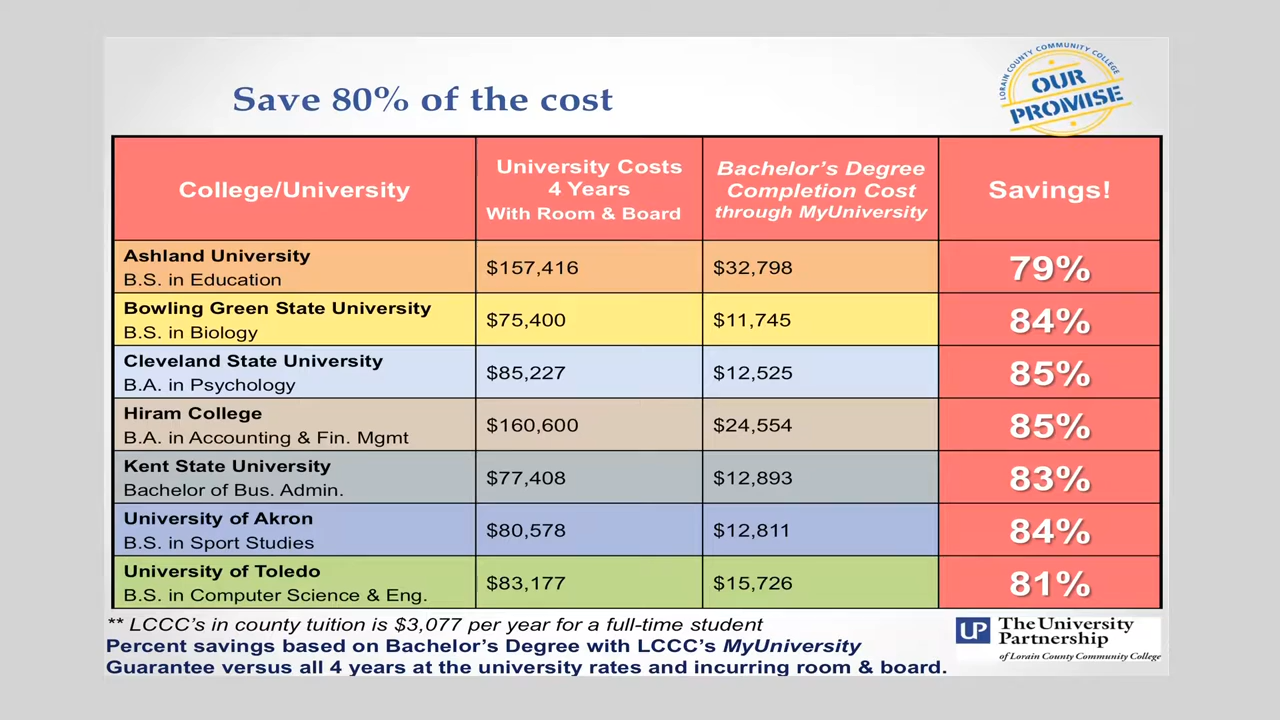 LORAIN COUNTY COMMUNITY COLLEGE
OUR
PROMISE
Save 80% of the cost
College/University
University Costs
4 Years
With Room & Board
Bachelor's Degree
Completion Cost
through MyUniversity
Savings!
Ashland University
B.S. in Education
$157,416
$32,798
79%
Bowling Green State University
B.S. in Biology
$75,400
$11,745
84%
Cleveland State University
B.A. in Psychology
$85,227
$12,525
85%
Hiram College
B.A. in Accounting & Fin. Mgmt
$160,600
$24,554
85%
Kent State University
Bachelor of Bus. Admin.
$77,408
$12,893
83%
University of Akron
B.S. in Sport Studies
$80,578
$12,811
84%
University of Toledo
B.S. in Computer Science & Eng.
$83,177
$15,726
81%
** LCCC's in county tuition is $3,077 per year for a full-time student
Percent savings based on Bachelor's Degree with LCCC's MyUniversity
Guarantee versus all 4 years at the university rates and incurring room & board.
UP
The University
Partnership
of Lorain County Community College